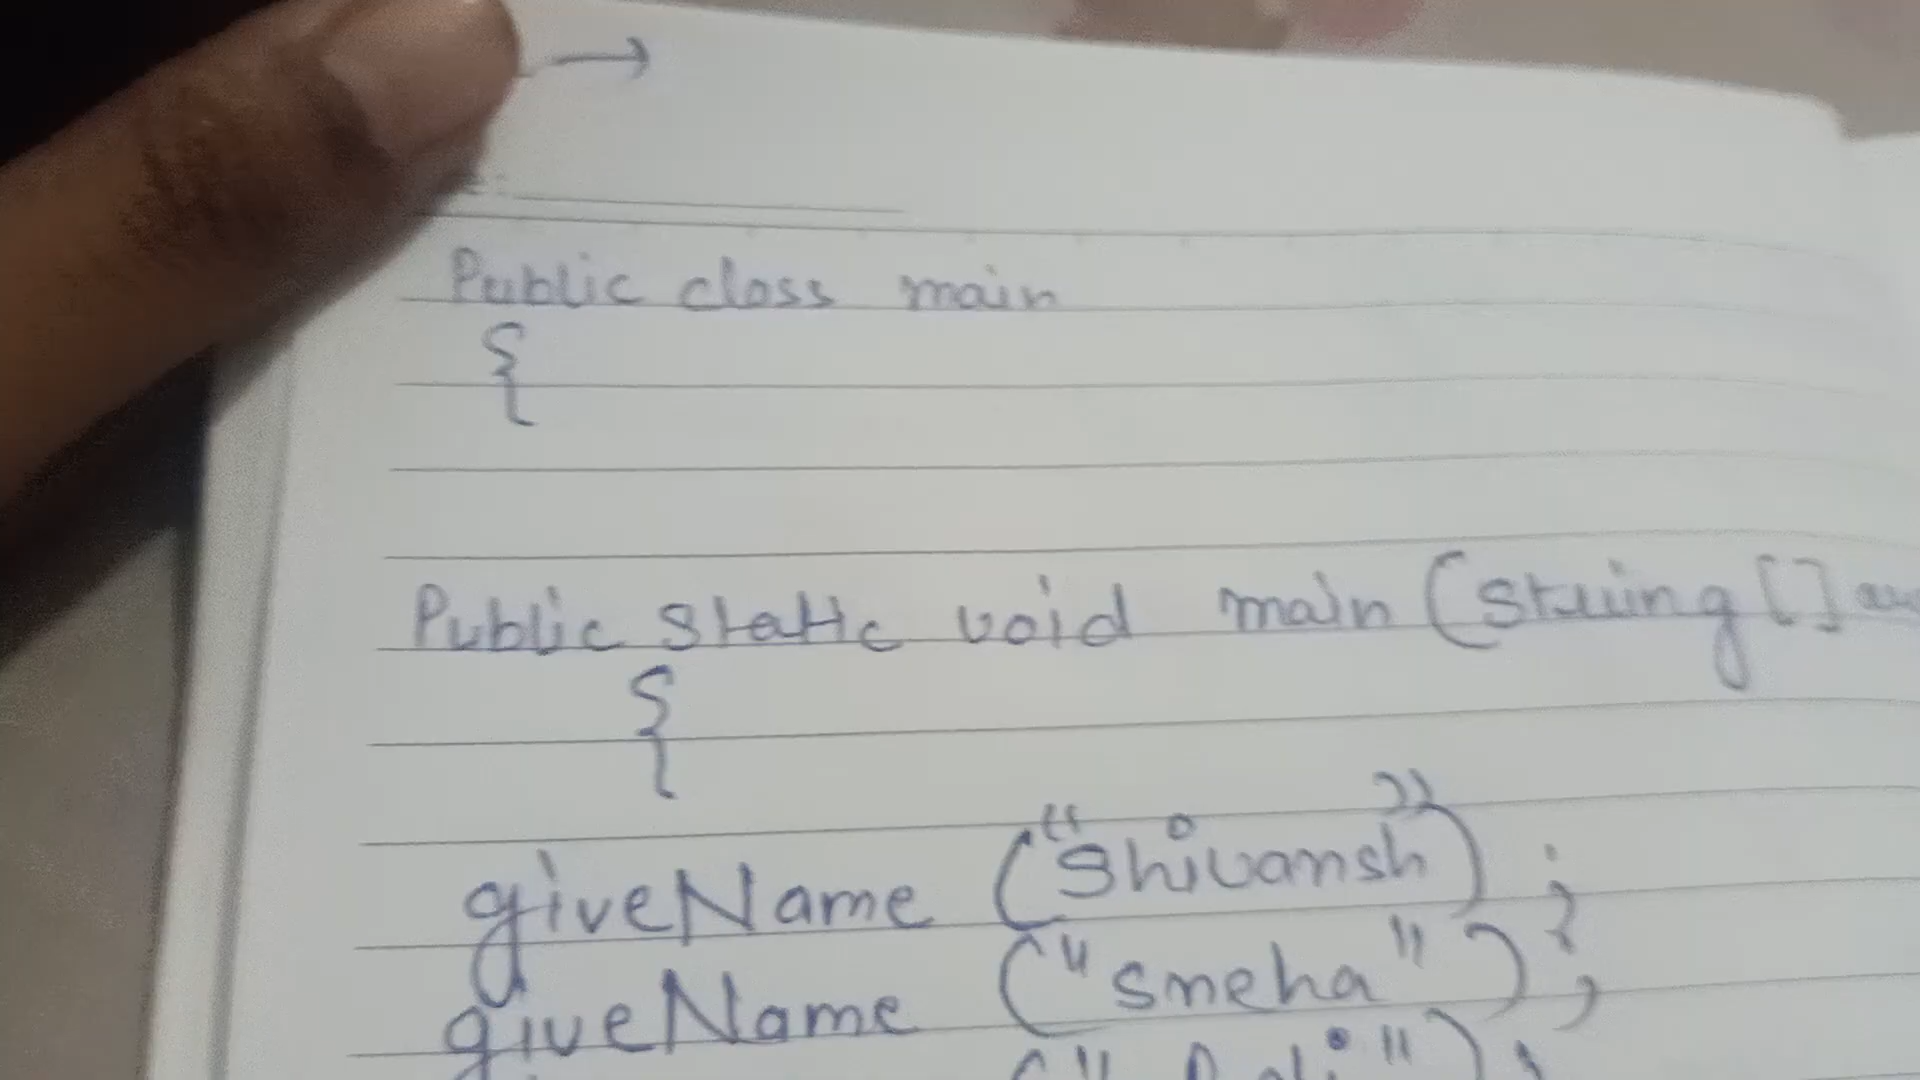 Public class main
{
Public static void main (String []
{
giveName ("Shivansh");
giveName ("Sneha");